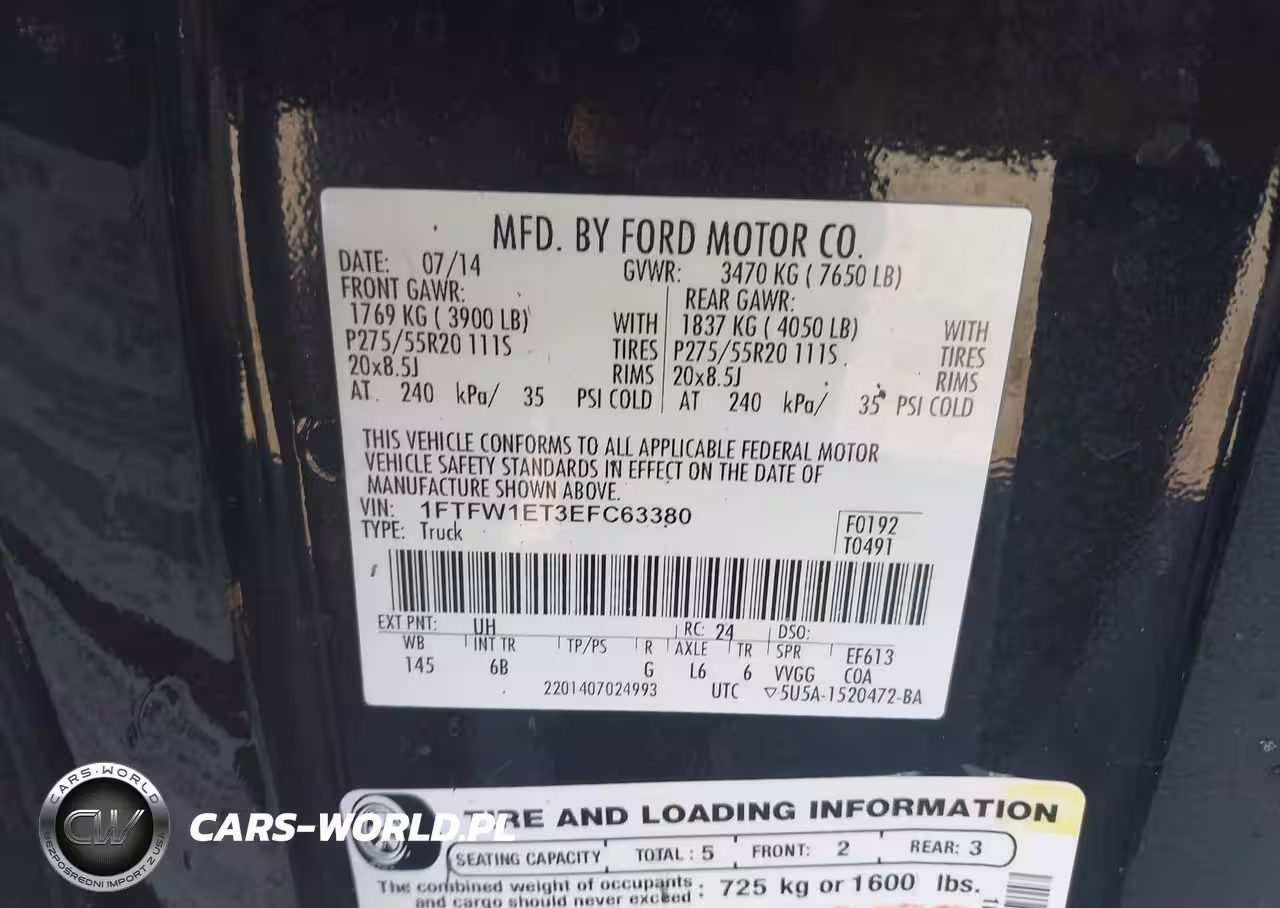 MFD. BY FORD MOTOR CO.
DATE: 07/14 GVWR: 3470 KG ( 7650 LB)
FRONT GAWR: REAR GAWR:
1769 KG ( 3900 LB) WITH 1837 KG ( 4050 LB) WITH
P275/55R20 111S TIRES P275/55R20 111S TIRES
20x8.5J RIMS 20x8.5J RIMS
AT 240 kPa/ 35 PSI COLD AT 240 kPa/ 35 PSI COLD
THIS VEHICLE CONFORMS TO ALL APPLICABLE FEDERAL MOTOR
VEHICLE SAFETY STANDARDS IN EFFECT ON THE DATE OF
MANUFACTURE SHOWN ABOVE.
VIN: 1FTFW1ET3EFC63380
TYPE: Truck
F0192
T0491
EXT PNT: UH RC: 24 DSO:
WB INT TR TP/PS R AXLE TR SPR EF613
145 6B G L6 6 VVGG COA
2201407024993 UTC ▽5U5A-1520472-BA
TIRE AND LOADING INFORMATION
SEATING CAPACITY TOTAL : 5 FRONT: 2 REAR: 3
The combined weight of occupants : 725 kg or 1600 lbs.
and cargo should never exceed
CARS-WORLD
CW
BEZPOŚREDNI IMPORT Z USA
CARS-WORLD.PL